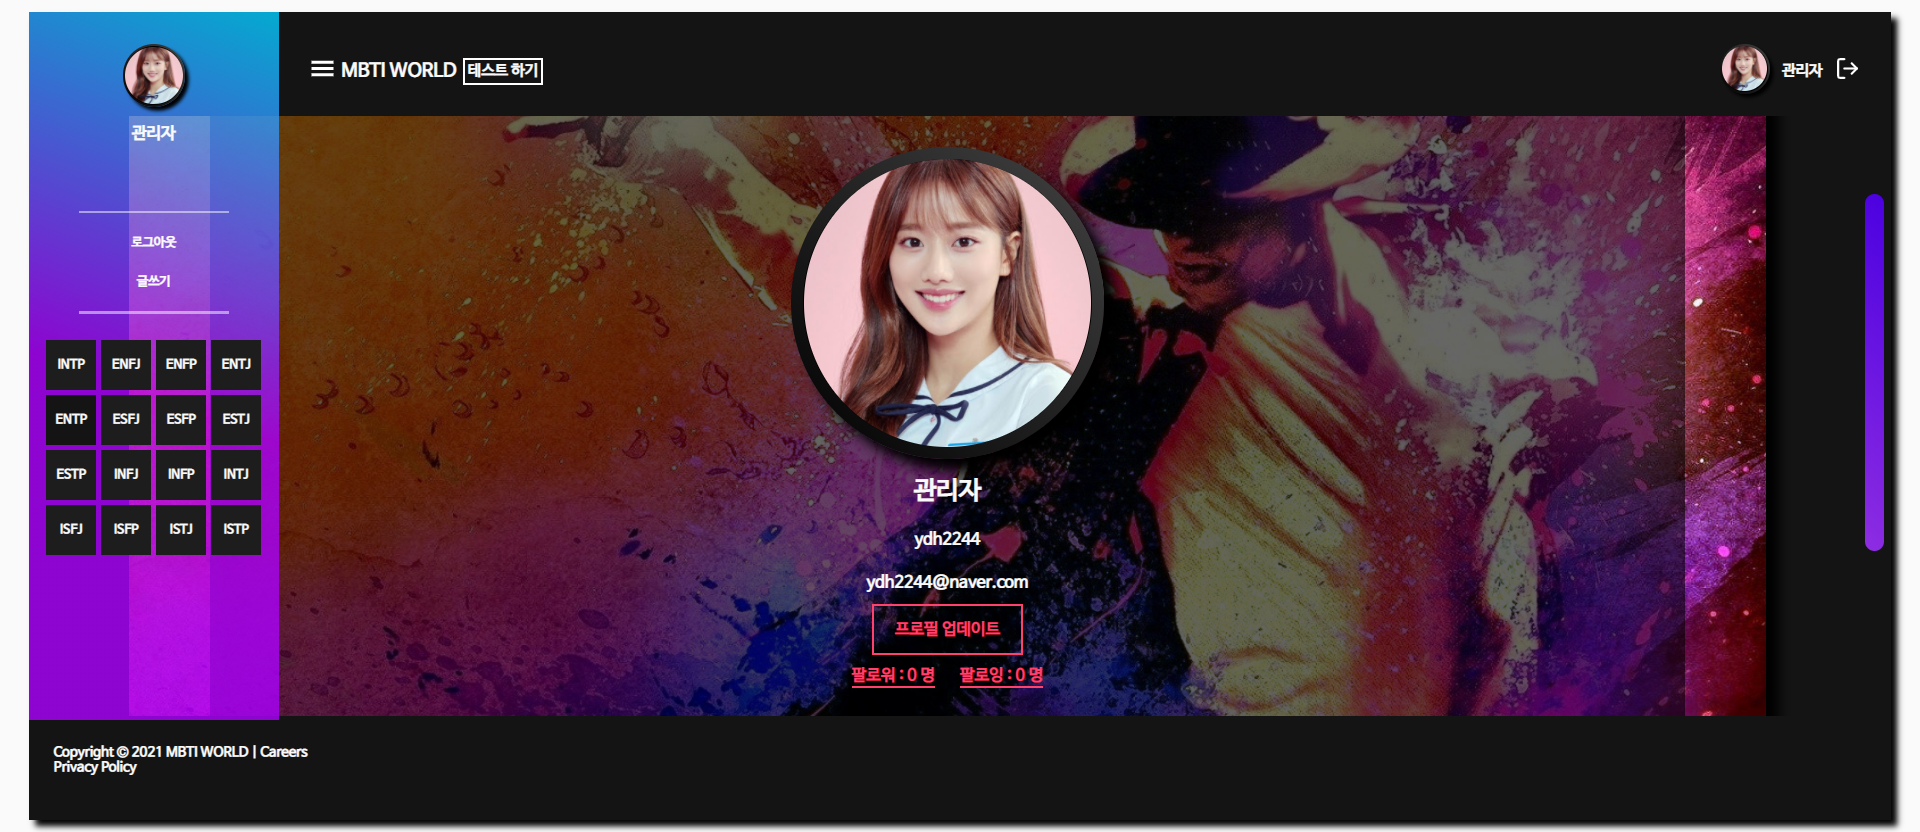 관리자
로그아웃
글쓰기
INTP ENFJ ENFP ENTJ
ENTP ESFJ ESFP ESTJ
ESTP INFJ INFP INTJ
ISFJ ISFP ISTJ ISTP
MBTI WORLD 테스트 하기
관리자
관리자
ydh2244
ydh2244@naver.com
프로필 업데이트
팔로워 : 0 명 팔로잉 : 0 명
Copyright © 2021 MBTI WORLD | Careers
Privacy Policy